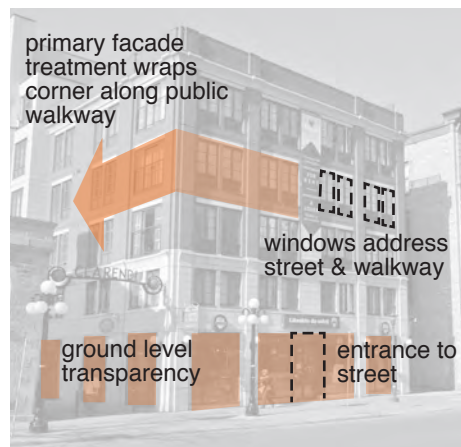 primary facade
treatment wraps
corner along public
walkway
windows address
street & walkway
ground level
transparency
entrance to
street